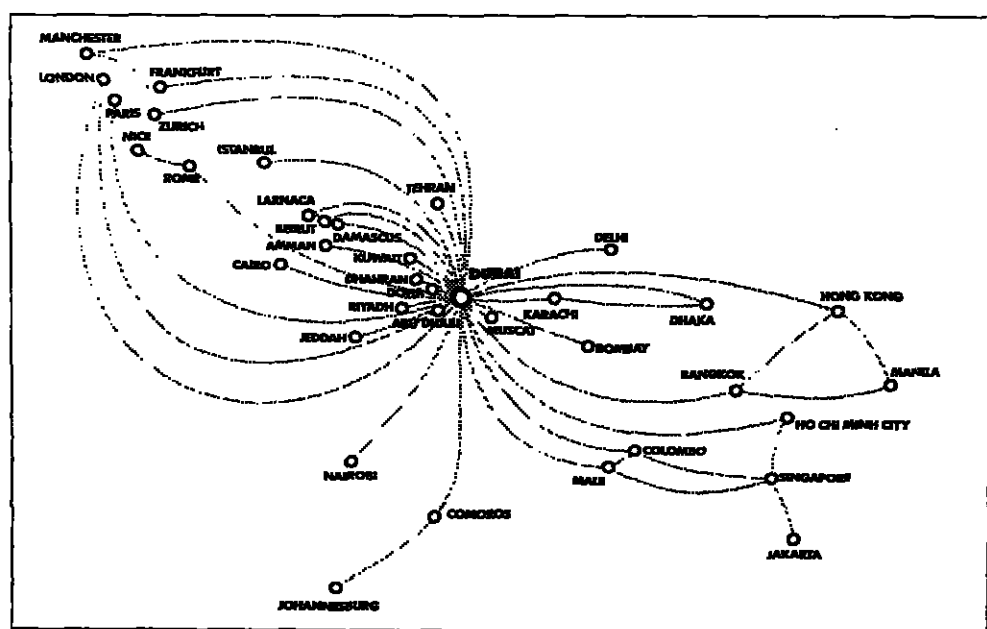 MANCHESTER
LONDON
FRANKFURT
PARIS
ZURICH
NICE
ROME
ISTANBUL
TEHRAN
LARNACA
BEIRUT
DAMASCUS
AMMAN
KUWAIT
CAIRO
DHAHRAN
DOHA
RIYADH
ABU DHABI
JEDDAH
DUBAI
DELHI
MUSCAT
KARACHI
DHAKA
HONG KONG
BOMBAY
BANGKOK
MANILA
HO CHI MINH CITY
COLOMBO
MALE
SINGAPORE
NAIROBI
COMOROS
JAKARTA
JOHANNESBURG